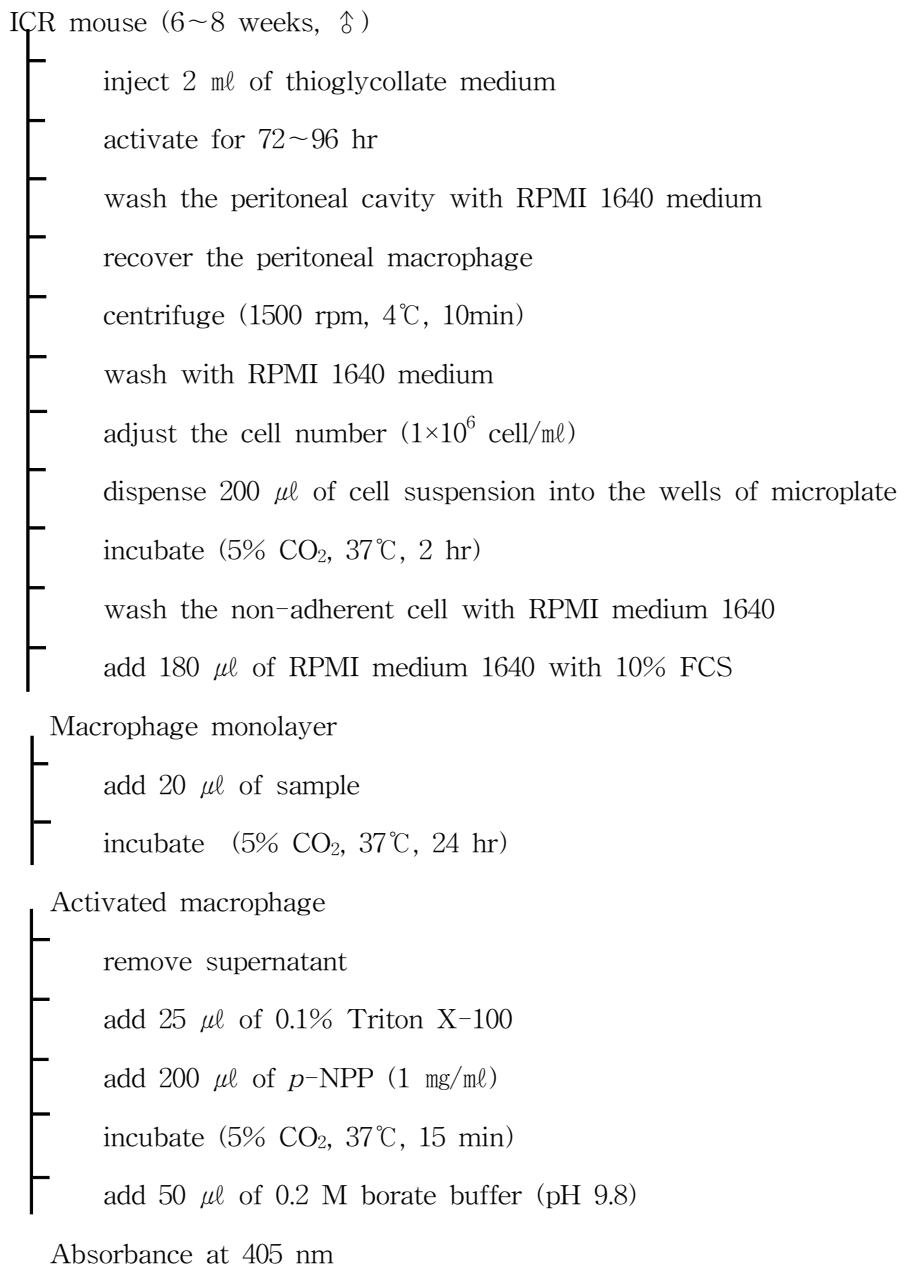 ICR mouse (6~8 weeks, ♂)
inject 2 ㎖ of thioglycollate medium
activate for 72~96 hr
wash the peritoneal cavity with RPMI 1640 medium
recover the peritoneal macrophage
centrifuge (1500 rpm, 4℃, 10min)
wash with RPMI 1640 medium
adjust the cell number (1×10⁶ cell/㎖)
dispense 200 ㎕ of cell suspension into the wells of microplate
incubate (5% CO₂, 37℃, 2 hr)
wash the non-adherent cell with RPMI medium 1640
add 180 ㎕ of RPMI medium 1640 with 10% FCS
Macrophage monolayer
add 20 ㎕ of sample
incubate (5% CO₂, 37℃, 24 hr)
Activated macrophage
remove supernatant
add 25 ㎕ of 0.1% Triton X-100
add 200 ㎕ of p-NPP (1 ㎎/㎖)
incubate (5% CO₂, 37℃, 15 min)
add 50 ㎕ of 0.2 M borate buffer (pH 9.8)
Absorbance at 405 nm